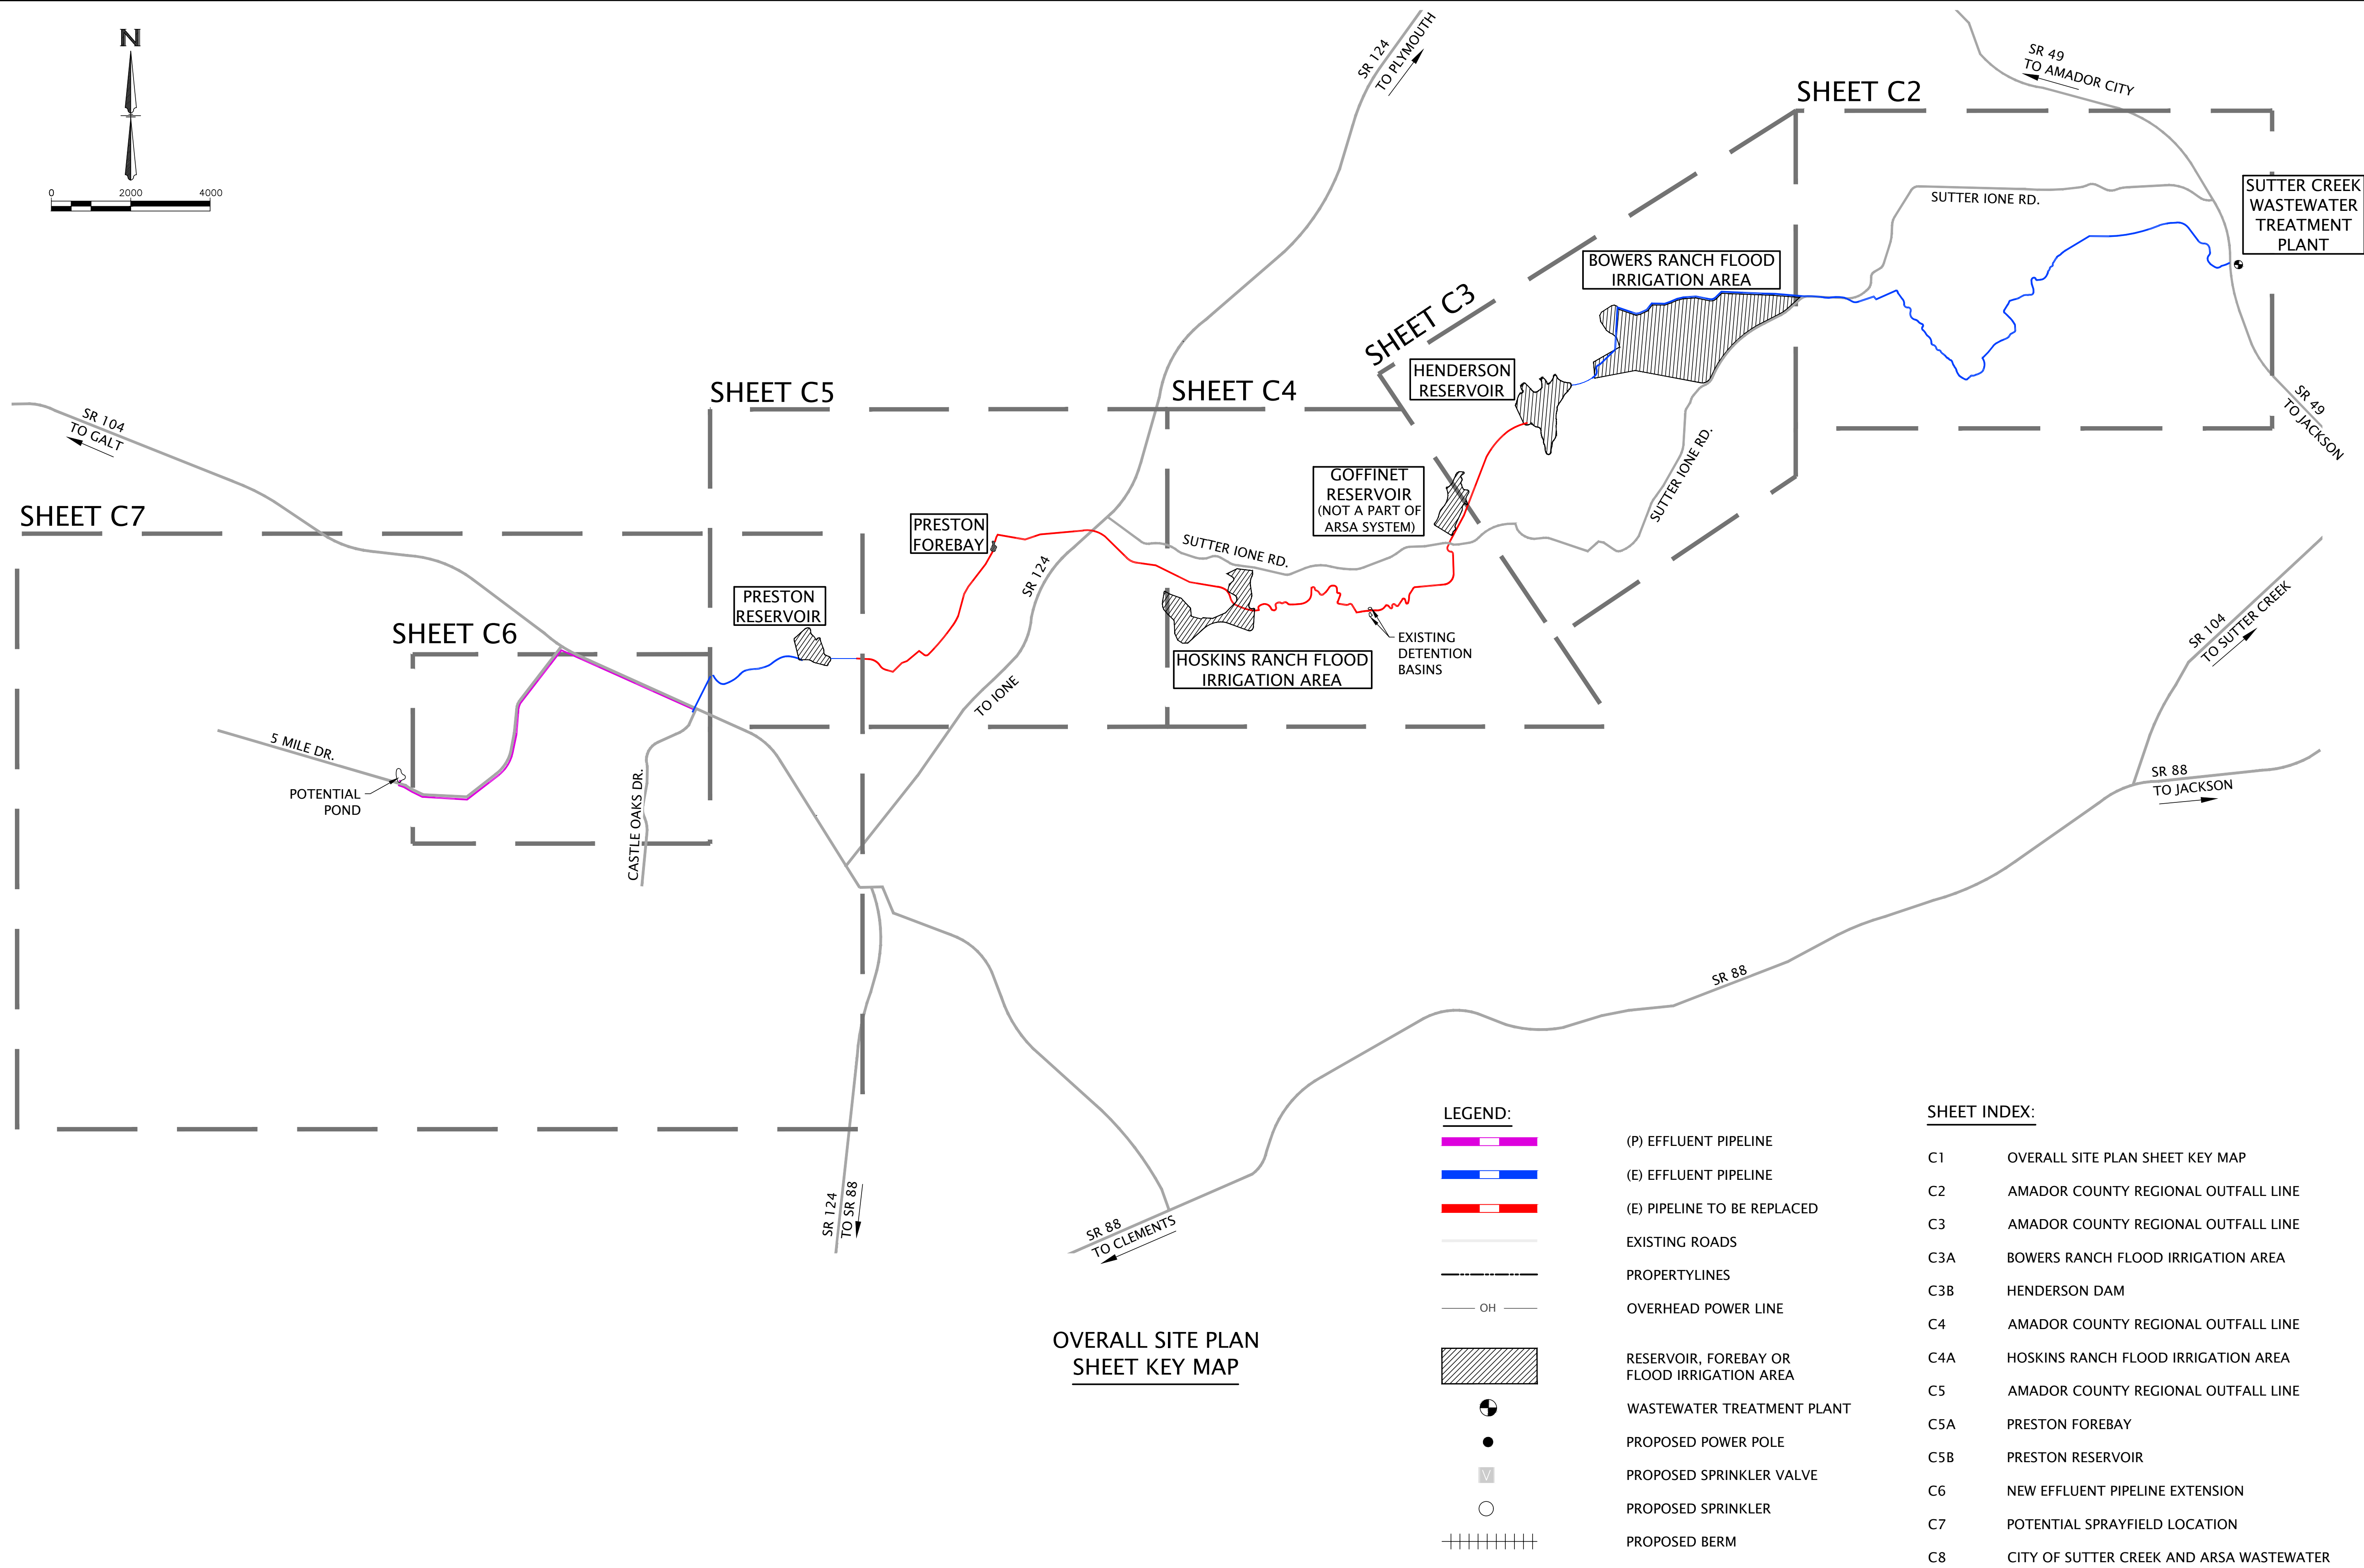 N
0 2000 4000
SR 124
TO PLYMOUTH
SR 49
TO AMADOR CITY
SHEET C2
SUTTER IONE RD.
SUTTER CREEK
WASTEWATER
TREATMENT
PLANT
BOWERS RANCH FLOOD
IRRIGATION AREA
SHEET C3
HENDERSON
RESERVOIR
SR 49
TO JACKSON
SHEET C5
SHEET C4
SR 104
TO GALT
GOFFINET
RESERVOIR
(NOT A PART OF
ARSA SYSTEM)
SUTTER IONE RD.
SHEET C7
PRESTON
FOREBAY
SUTTER IONE RD.
SR 124
PRESTON
RESERVOIR
SHEET C6
EXISTING
DETENTION
BASINS
HOSKINS RANCH FLOOD
IRRIGATION AREA
TO IONE
SR 104
TO SUTTER CREEK
5 MILE DR.
POTENTIAL
POND
CASTLE OAKS DR.
SR 88
TO JACKSON
SR 88
SR 124
TO SR 88
SR 88
TO CLEMENTS
OVERALL SITE PLAN
SHEET KEY MAP
LEGEND:
(P) EFFLUENT PIPELINE
(E) EFFLUENT PIPELINE
(E) PIPELINE TO BE REPLACED
EXISTING ROADS
PROPERTYLINES
OH OVERHEAD POWER LINE
RESERVOIR, FOREBAY OR
FLOOD IRRIGATION AREA
WASTEWATER TREATMENT PLANT
PROPOSED POWER POLE
V PROPOSED SPRINKLER VALVE
PROPOSED SPRINKLER
PROPOSED BERM
SHEET INDEX:
C1 OVERALL SITE PLAN SHEET KEY MAP
C2 AMADOR COUNTY REGIONAL OUTFALL LINE
C3 AMADOR COUNTY REGIONAL OUTFALL LINE
C3A BOWERS RANCH FLOOD IRRIGATION AREA
C3B HENDERSON DAM
C4 AMADOR COUNTY REGIONAL OUTFALL LINE
C4A HOSKINS RANCH FLOOD IRRIGATION AREA
C5 AMADOR COUNTY REGIONAL OUTFALL LINE
C5A PRESTON FOREBAY
C5B PRESTON RESERVOIR
C6 NEW EFFLUENT PIPELINE EXTENSION
C7 POTENTIAL SPRAYFIELD LOCATION
C8 CITY OF SUTTER CREEK AND ARSA WASTEWATER